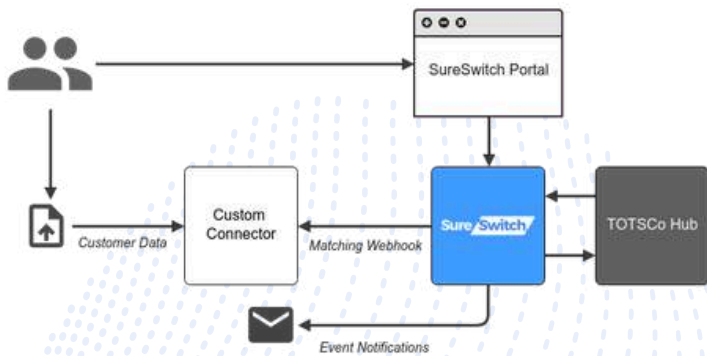 SureSwitch Portal
Custom
Connector
SureSwitch
TOTSCo Hub
Customer Data
Matching Webhook
Event Notifications